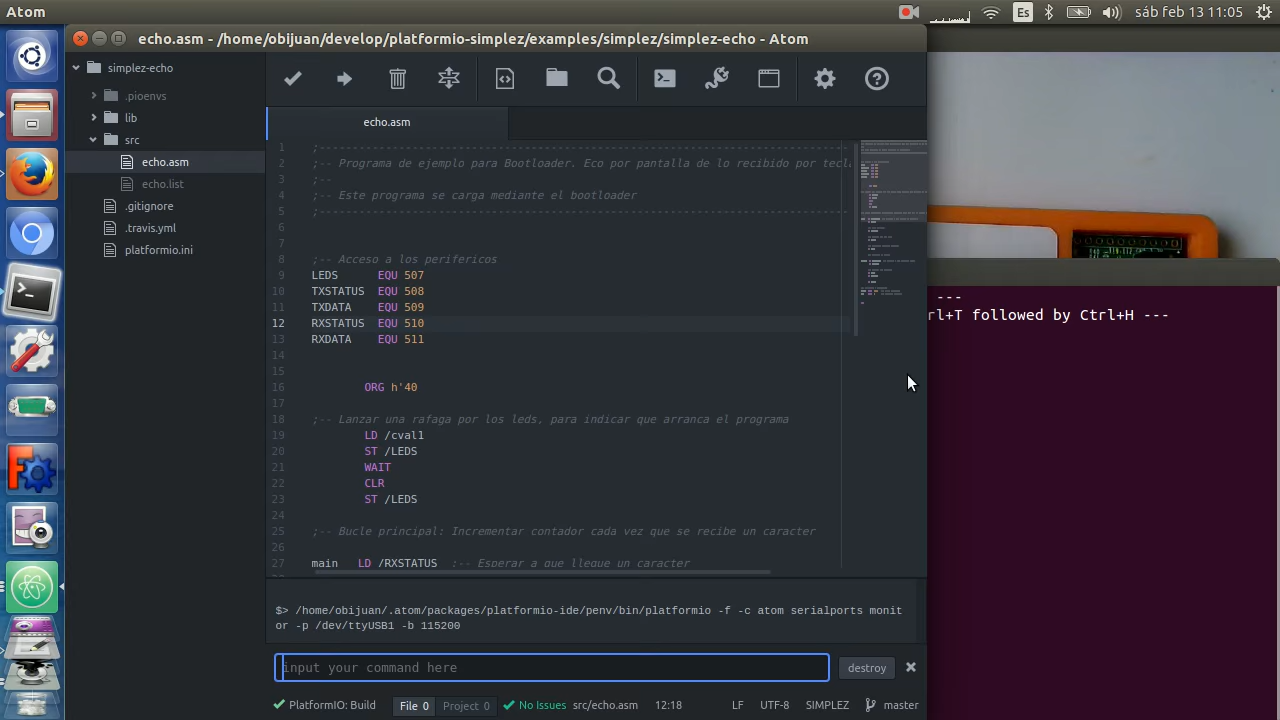 Atom
Es
sáb feb 13 11:05
echo.asm - /home/obijuan/develop/platformio-simplez/examples/simplez/simplez-echo - Atom
simplez-echo
.pioenvs
lib
src
echo.asm
echo.list
.gitignore
.travis.yml
platformio.ini
echo.asm
1 ;--------------------------------------------------------------------------------
2 ;-- Programa de ejemplo para Bootloader. Eco por pantalla de lo recibido por tecl
3 ;--
4 ;-- Este programa se carga mediante el bootloader
5 ;--------------------------------------------------------------------------------
6
7
8 ;-- Acceso a los perifericos
9 LEDS EQU 507
10 TXSTATUS EQU 508
11 TXDATA EQU 509
12 RXSTATUS EQU 510
13 RXDATA EQU 511
14
15
16 ORG h'40
17
18 ;-- Lanzar una rafaga por los leds, para indicar que arranca el programa
19 LD /cval1
20 ST /LEDS
21 WAIT
22 CLR
23 ST /LEDS
24
25 ;-- Bucle principal: Incrementar contador cada vez que se recibe un caracter
26
27 main LD /RXSTATUS ;-- Esperar a que llegue un caracter
---
rl+T followed by Ctrl+H ---
$> /home/obijuan/.atom/packages/platformio-ide/penv/bin/platformio -f -c atom serialports monit
or -p /dev/ttyUSB1 -b 115200
input your command here
destroy
PlatformIO: Build
File 0
Project 0
No Issues
src/echo.asm
12:18
LF
UTF-8
SIMPLEZ
master